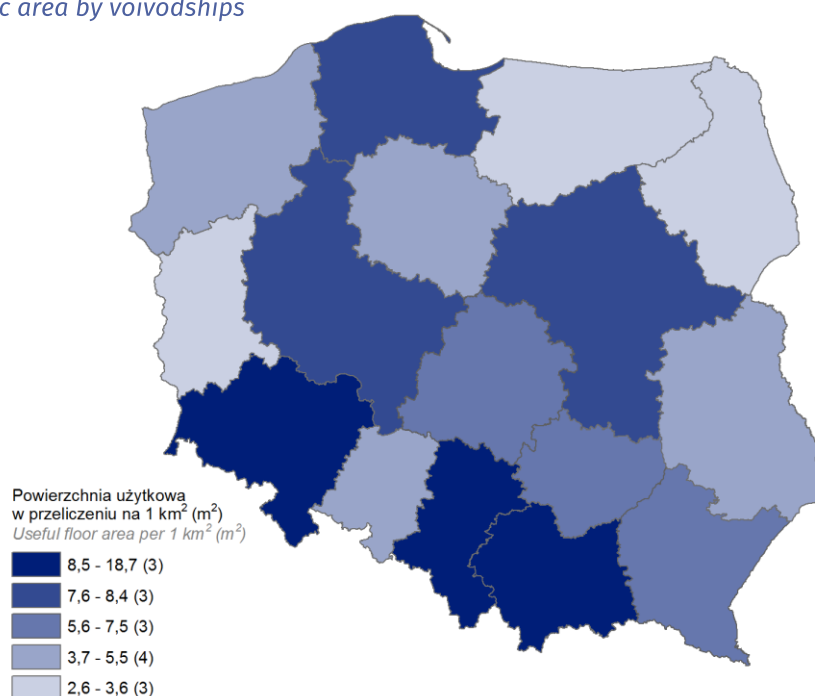 c area by voivodships
Powierzchnia użytkowa
w przeliczeniu na 1 km² (m²)
Useful floor area per 1 km² (m²)
8,5 - 18,7 (3)
7,6 - 8,4 (3)
5,6 - 7,5 (3)
3,7 - 5,5 (4)
2,6 - 3,6 (3)